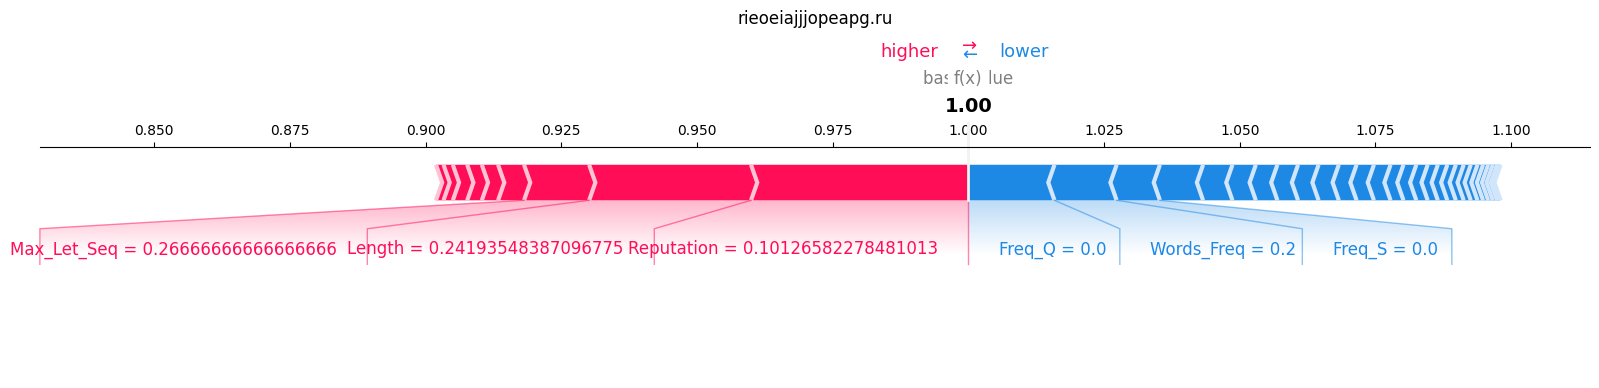 rieoeiajjjopeapg.ru
higher ⇄ lower
bas f(x) lue
1.00
0.850 0.875 0.900 0.925 0.950 0.975 1.000 1.025 1.050 1.075 1.100
Max_Let_Seq = 0.26666666666666666 Length = 0.24193548387096775 Reputation = 0.10126582278481013 Freq_Q = 0.0 Words_Freq = 0.2 Freq_S = 0.0